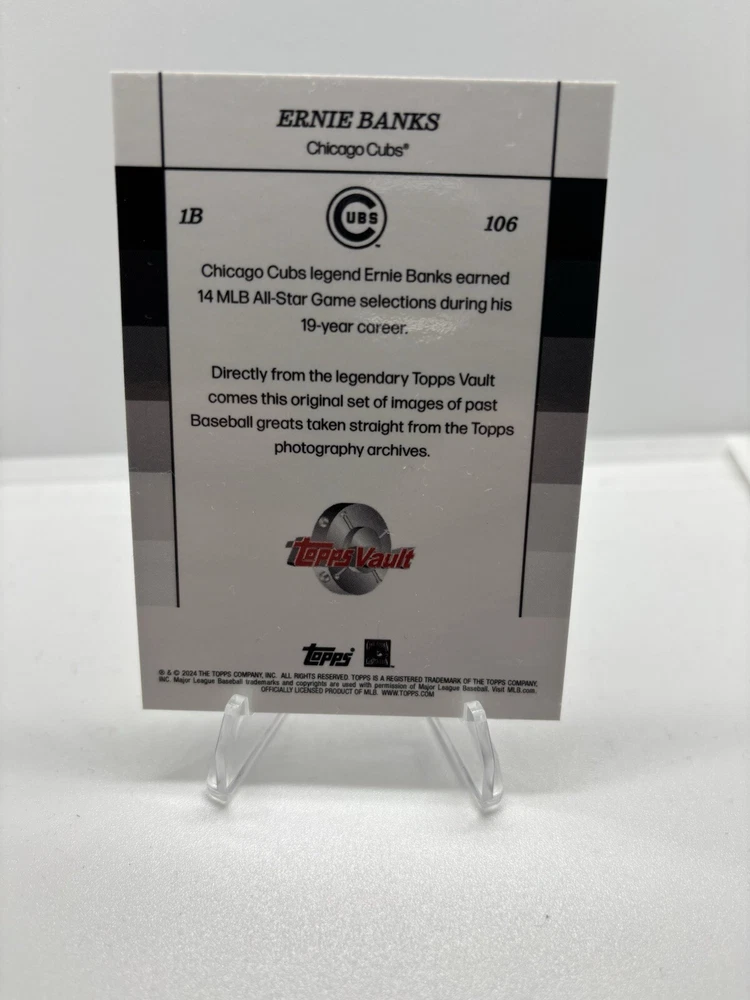 ERNIE BANKS
Chicago Cubs®
1B
CUBS
™
106
Chicago Cubs legend Ernie Banks earned
14 MLB All-Star Game selections during his
19-year career.
Directly from the legendary Topps Vault
comes this original set of images of past
Baseball greats taken straight from the Topps
photography archives.
Topps Vault
Topps
® & © 2024 THE TOPPS COMPANY, INC. ALL RIGHTS RESERVED. TOPPS IS A REGISTERED TRADEMARK OF THE TOPPS COMPANY,
INC. Major League Baseball trademarks and copyrights are used with permission of Major League Baseball. Visit MLB.com.
OFFICIALLY LICENSED PRODUCT OF MLB. WWW.TOPPS.COM